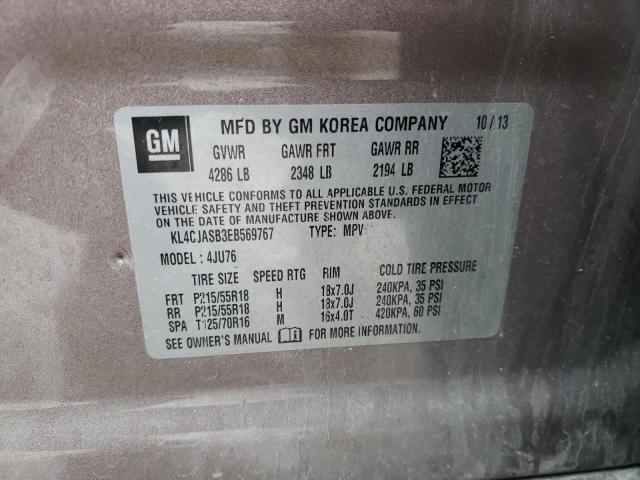 GM
MFD BY GM KOREA COMPANY 10 / 13
GVWR GAWR FRT GAWR RR
4286 LB 2348 LB 2194 LB
THIS VEHICLE CONFORMS TO ALL APPLICABLE U.S. FEDERAL MOTOR
VEHICLE SAFETY AND THEFT PREVENTION STANDARDS IN EFFECT
ON THE DATE OF MANUFACTURE SHOWN ABOVE.
KL4CJASB3EB569767 TYPE: MPV
MODEL : 4JU76
TIRE SIZE SPEED RTG RIM COLD TIRE PRESSURE
FRT P215/55R18 H 18x7.0J 240KPA, 35 PSI
RR P215/55R18 H 18x7.0J 240KPA, 35 PSI
SPA T125/70R16 M 16x4.0T 420KPA, 60 PSI
SEE OWNER'S MANUAL FOR MORE INFORMATION.